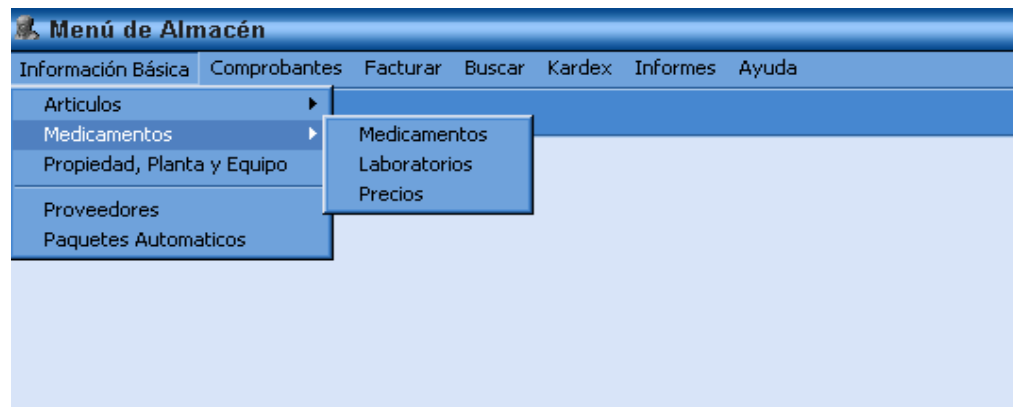 Menú de Almacén
Información Básica Comprobantes Facturar Buscar Kardex Informes Ayuda
Articulos
Medicamentos
Propiedad, Planta y Equipo
Proveedores
Paquetes Automaticos
Medicamentos
Laboratorios
Precios